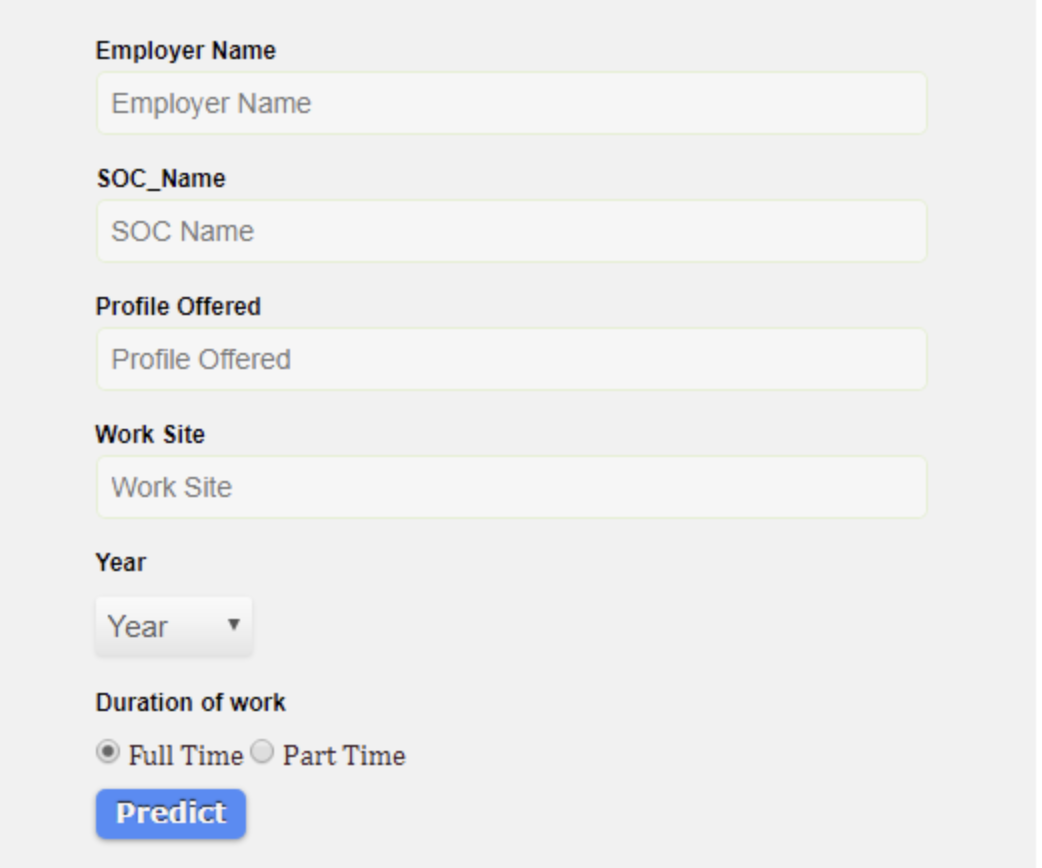 Employer Name
Employer Name
SOC_Name
SOC Name
Profile Offered
Profile Offered
Work Site
Work Site
Year
Year
Duration of work
Full Time Part Time
Predict